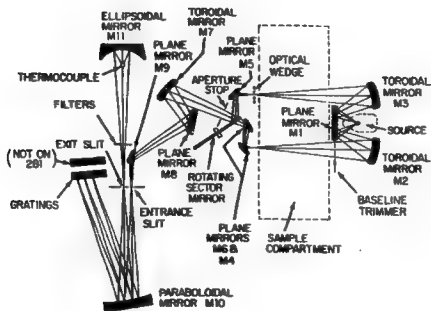 ELLIPSOIDAL
MIRROR M11
TOROIDAL
MIRROR
M7
PLANE
MIRROR
M9
PLANE
MIRROR
M5
OPTICAL
WEDGE
THERMOCOUPLE
APERTURE
STOP
TOROIDAL
MIRROR
M3
FILTERS
PLANE
MIRROR
M1
SOURCE
EXIT SLIT
(NOT ON
281)
GRATINGS
PLANE
MIRROR
M8
ROTATING
SECTOR
MIRROR
TOROIDAL
MIRROR
M2
ENTRANCE
SLIT
BASELINE
TRIMMER
PLANE
MIRRORS
M6 &
M4
SAMPLE
COMPARTMENT
PARABOLOIDAL
MIRROR M10